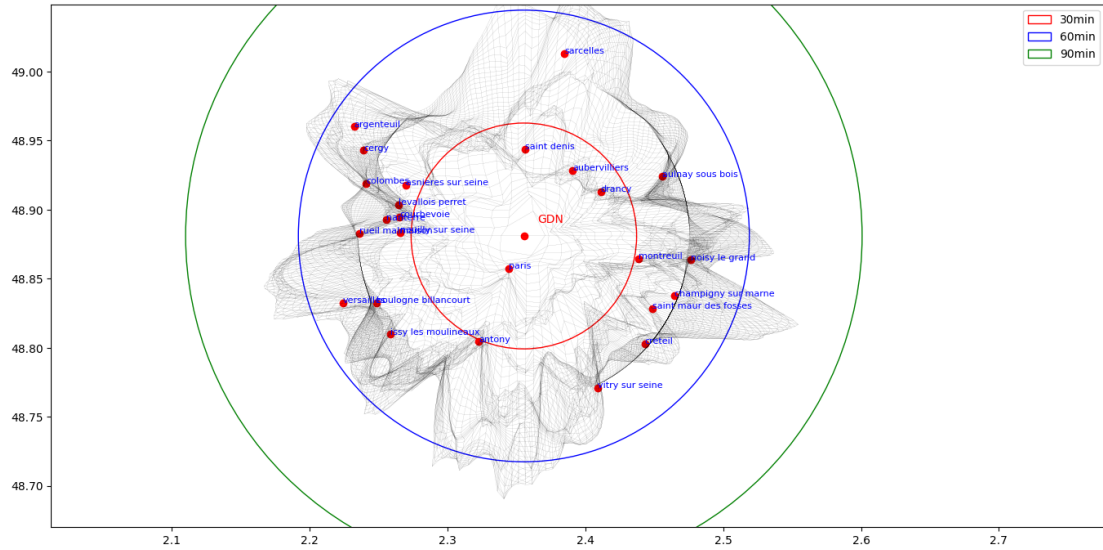 30min
60min
90min
sarcelles
argenteuil
cergy
saint denis
aubervilliers
colombes
asnières sur seine
drancy
aulnay sous bois
levallois perret
courbevoie
nanterre
rueil malmaison
neuilly sur seine
GDN
montreuil
noisy le grand
paris
versailles
boulogne billancourt
champigny sur marne
saint maur des fosses
issy les moulineaux
antony
créteil
vitry sur seine
49.00
48.95
48.90
48.85
48.80
48.75
48.70
2.1
2.2
2.3
2.4
2.5
2.6
2.7